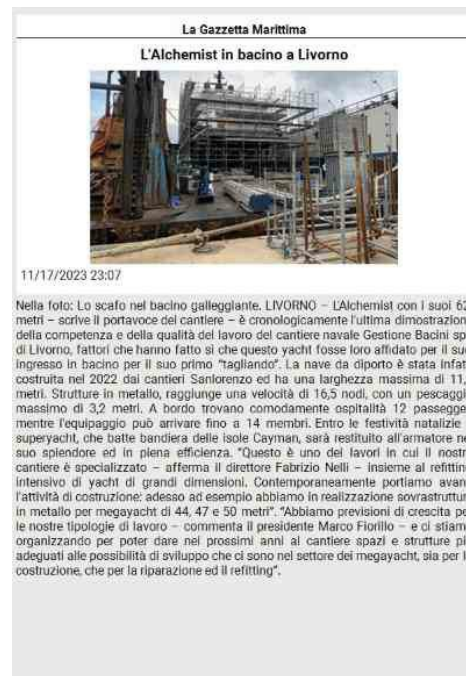 La Gazzetta Marittima
L'Alchemist in bacino a Livorno
11/17/2023 23:07
Nella foto: Lo scafo nel bacino galleggiante. LIVORNO – L'Alchemist con i suoi 62
metri – scrive il portavoce del cantiere – è cronologicamente l'ultima dimostrazion
della competenza e della qualità del lavoro del cantiere navale Gestione Bacini sp
di Livorno, fattori che hanno fatto sì che questo yacht fosse loro affidato per il su
ingresso in bacino per il suo primo "tagliando". La nave da diporto è stata infat
costruita nel 2022 dai cantieri Sanlorenzo ed ha una larghezza massima di 11,
metri. Strutture in metallo, raggiunge una velocità di 16,5 nodi, con un pescaggi
massimo di 3,2 metri. A bordo trovano comodamente ospitalità 12 passegge
mentre l'equipaggio può arrivare fino a 14 membri. Entro le festività natalizie
superyacht, che batte bandiera delle isole Cayman, sarà restituito all'armatore ne
suo splendore ed in piena efficienza. "Questo è uno dei lavori in cui il nostr
cantiere è specializzato – afferma il direttore Fabrizio Nelli – insieme al refittin
intensivo di yacht di grandi dimensioni. Contemporaneamente portiamo avan
l'attività di costruzione: adesso ad esempio abbiamo in realizzazione sovrastruttur
in metallo per megayacht di 44, 47 e 50 metri". "Abbiamo previsioni di crescita pe
le nostre tipologie di lavoro – commenta il presidente Marco Fiorillo – e ci stiam
organizzando per poter dare nei prossimi anni al cantiere spazi e strutture pi
adeguati alle possibilità di sviluppo che ci sono nel settore dei megayacht, sia per l
costruzione, che per la riparazione ed il refitting".